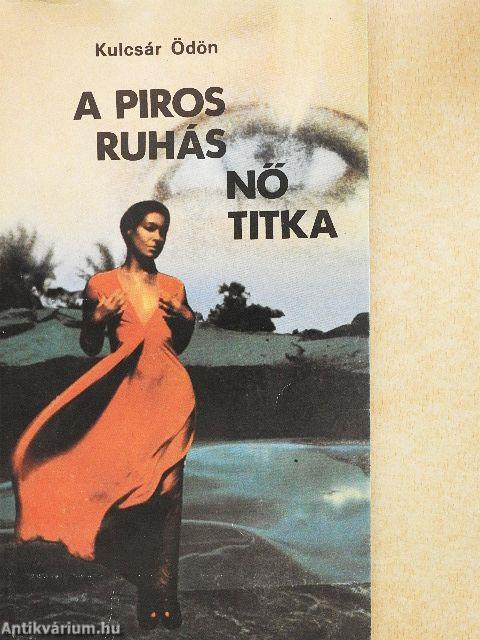 Kulcsár Ödön
A PIROS
RUHÁS
NŐ
TITKA
Antikvárium.hu